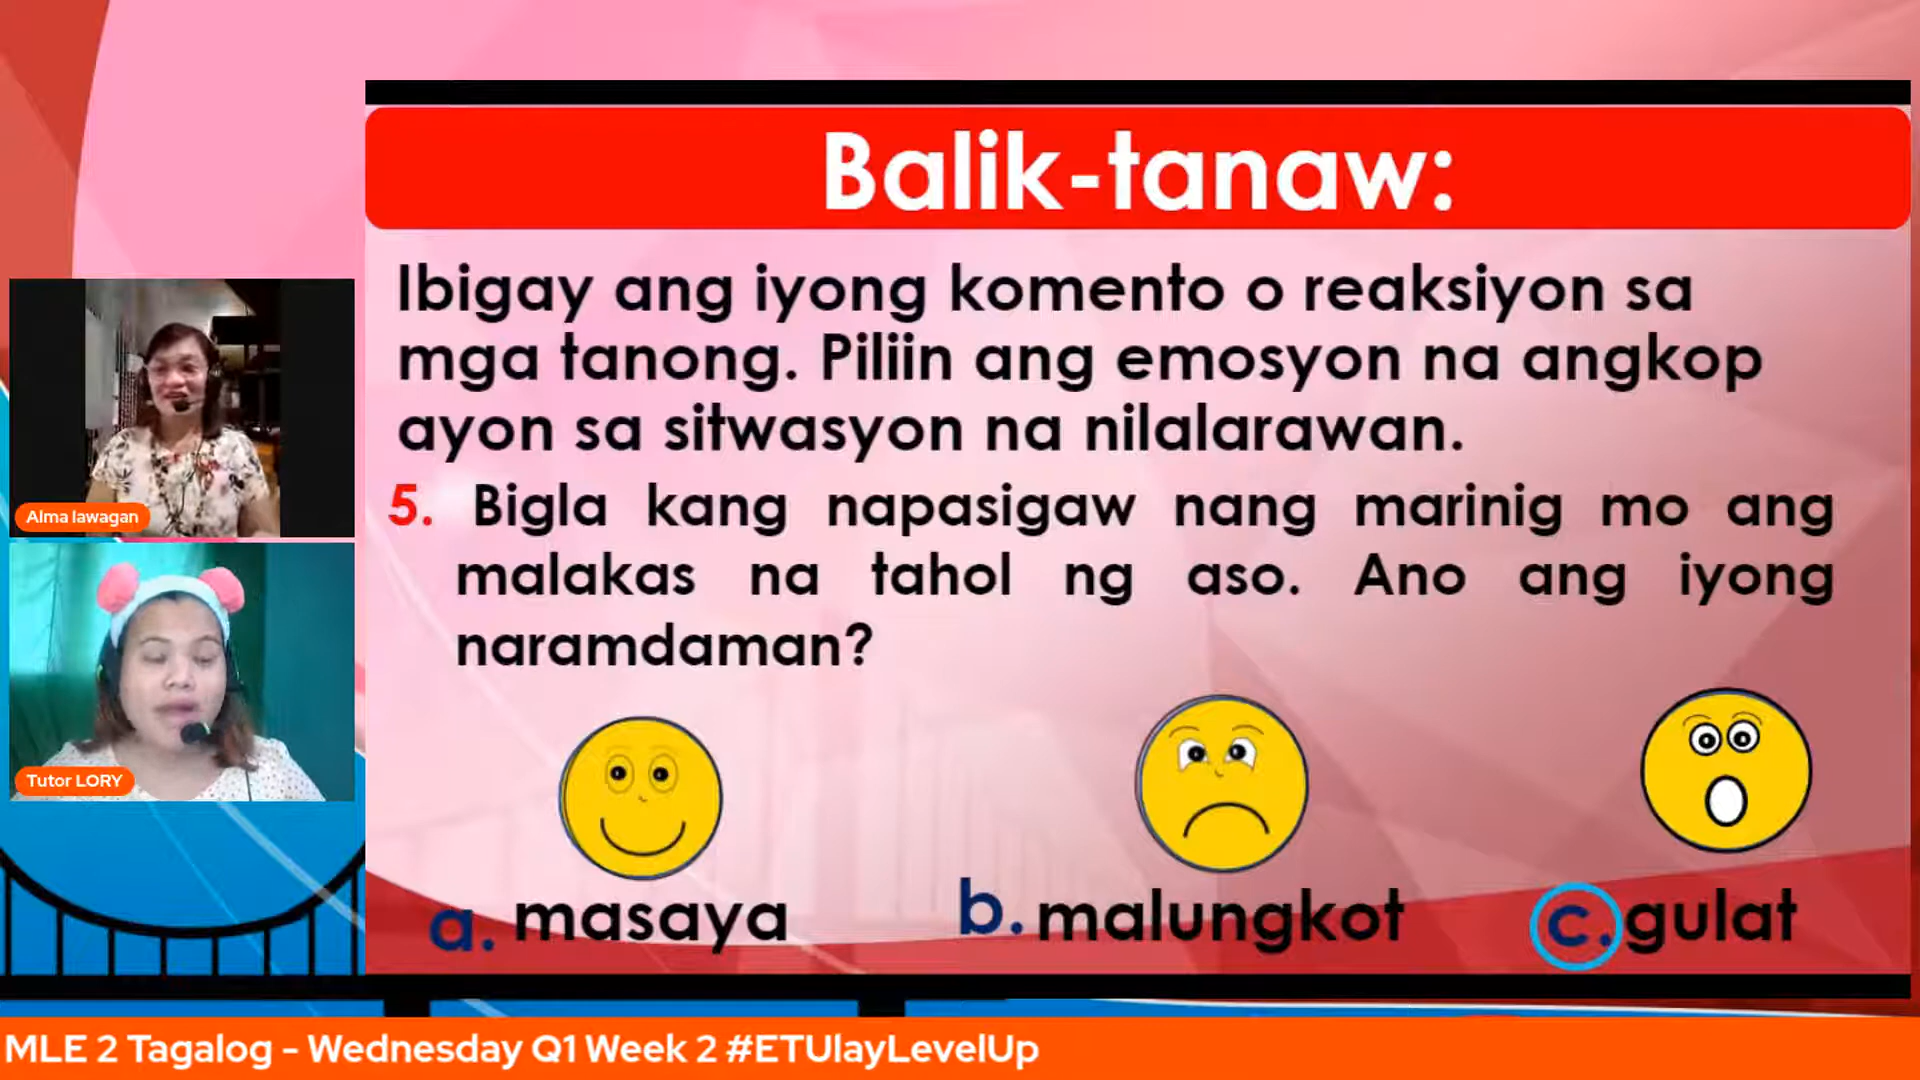 Balik-tanaw:
Ibigay ang iyong komento o reaksiyon sa
mga tanong. Piliin ang emosyon na angkop
ayon sa sitwasyon na nilalarawan.
5. Bigla kang napasigaw nang marinig mo ang
malakas na tahol ng aso. Ano ang iyong
naramdaman?
a. masaya
b. malungkot
c. gulat
Alma lawagan
Tutor LORY
MLE 2 Tagalog - Wednesday Q1 Week 2 #ETUlayLevelUp